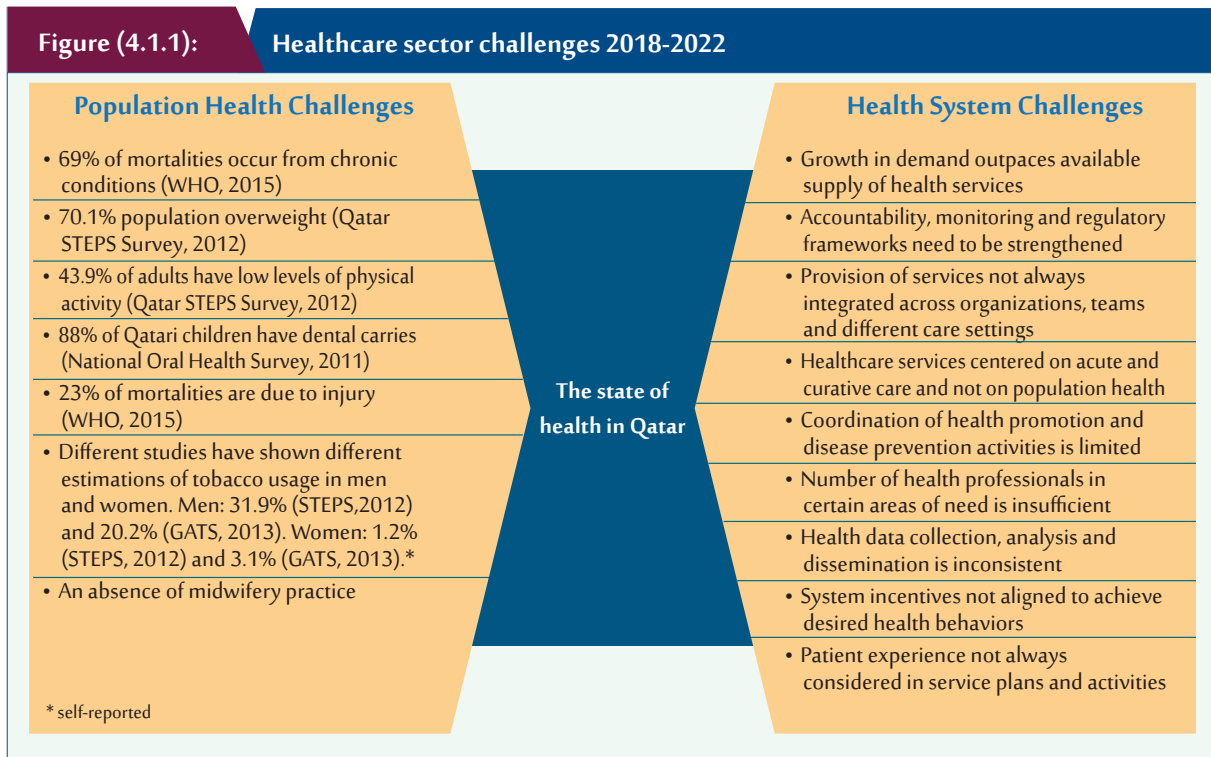 Figure (4.1.1):
Healthcare sector challenges 2018-2022
Population Health Challenges
• 69% of mortalities occur from chronic
conditions (WHO, 2015)
• 70.1% population overweight (Qatar
STEPS Survey, 2012)
• 43.9% of adults have low levels of physical
activity (Qatar STEPS Survey, 2012)
• 88% of Qatari children have dental carries
(National Oral Health Survey, 2011)
• 23% of mortalities are due to injury
(WHO, 2015)
• Different studies have shown different
estimations of tobacco usage in men
and women. Men: 31.9% (STEPS,2012)
and 20.2% (GATS, 2013). Women: 1.2%
(STEPS, 2012) and 3.1% (GATS, 2013).*
• An absence of midwifery practice
* self-reported
The state of
health in Qatar
Health System Challenges
• Growth in demand outpaces available
supply of health services
• Accountability, monitoring and regulatory
frameworks need to be strengthened
• Provision of services not always
integrated across organizations, teams
and different care settings
• Healthcare services centered on acute and
curative care and not on population health
• Coordination of health promotion and
disease prevention activities is limited
• Number of health professionals in
certain areas of need is insufficient
• Health data collection, analysis and
dissemination is inconsistent
• System incentives not aligned to achieve
desired health behaviors
• Patient experience not always
considered in service plans and activities